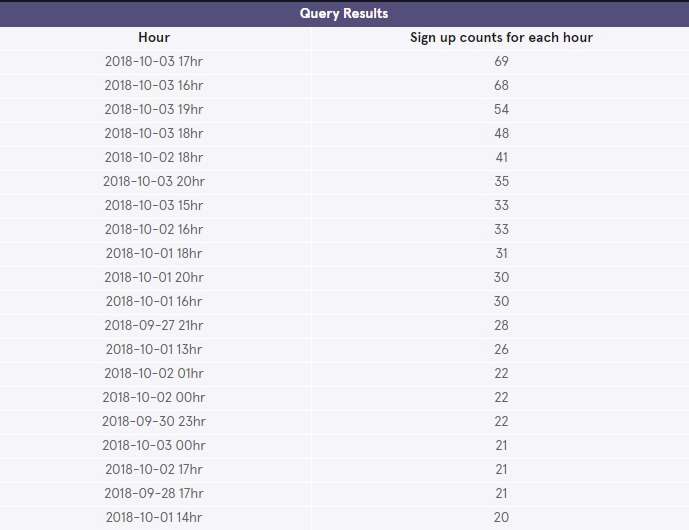 Query Results
Hour Sign up counts for each hour
2018-10-03 17hr 69
2018-10-03 16hr 68
2018-10-03 19hr 54
2018-10-03 18hr 48
2018-10-02 18hr 41
2018-10-03 20hr 35
2018-10-03 15hr 33
2018-10-02 16hr 33
2018-10-01 18hr 31
2018-10-01 20hr 30
2018-10-01 16hr 30
2018-09-27 21hr 28
2018-10-01 13hr 26
2018-10-02 01hr 22
2018-10-02 00hr 22
2018-09-30 23hr 22
2018-10-03 00hr 21
2018-10-02 17hr 21
2018-09-28 17hr 21
2018-10-01 14hr 20